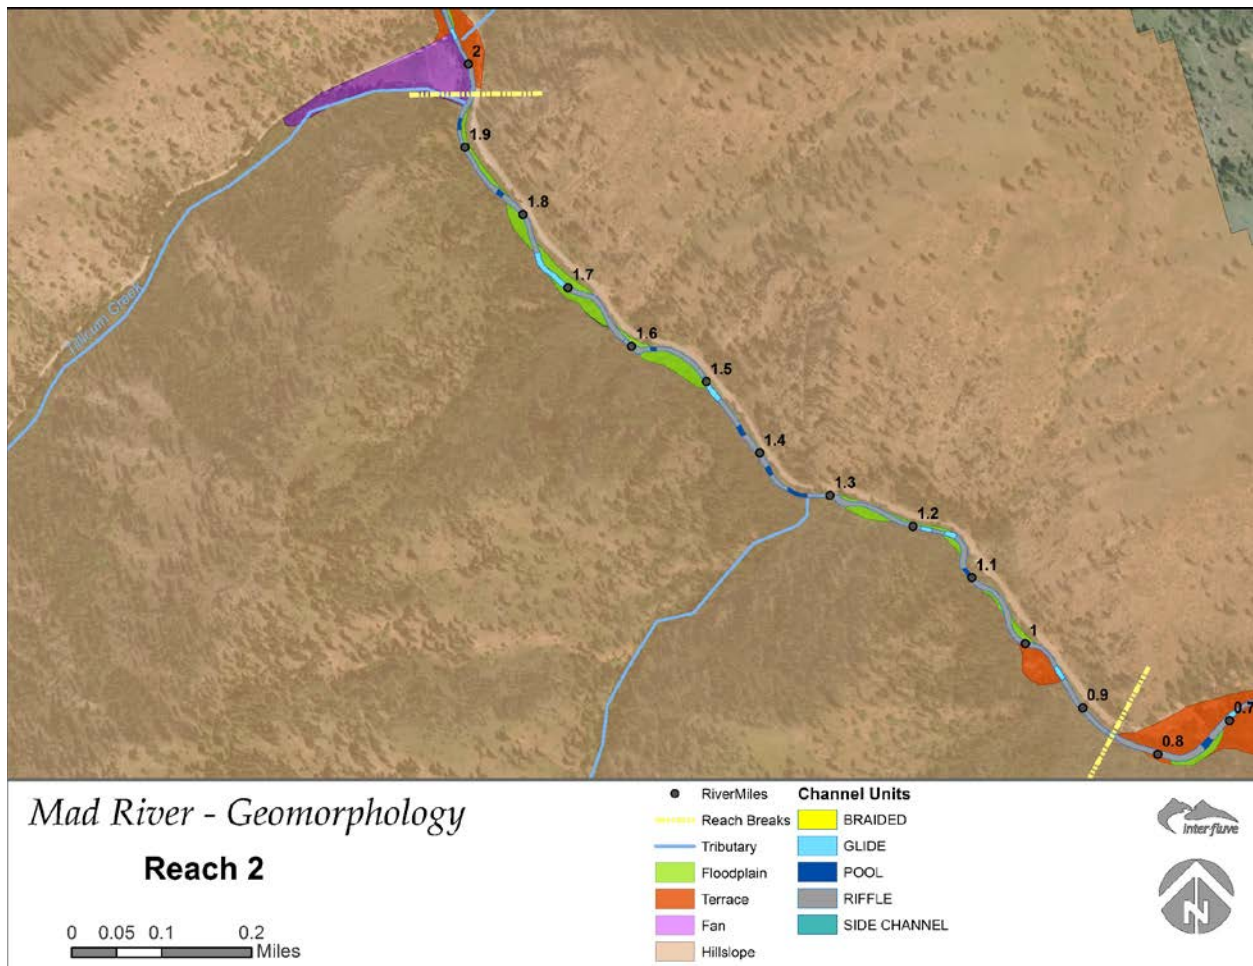 2
1.9
1.8
1.7
1.6
1.5
1.4
1.3
1.2
1.1
1
0.9
0.8
0.7
Tillicum Creek
Mad River - Geomorphology
Reach 2
0 0.05 0.1 0.2
Miles
RiverMiles
Reach Breaks
Tributary
Floodplain
Terrace
Fan
Hillslope
Channel Units
BRAIDED
GLIDE
POOL
RIFFLE
SIDE CHANNEL
inter-fluve
N